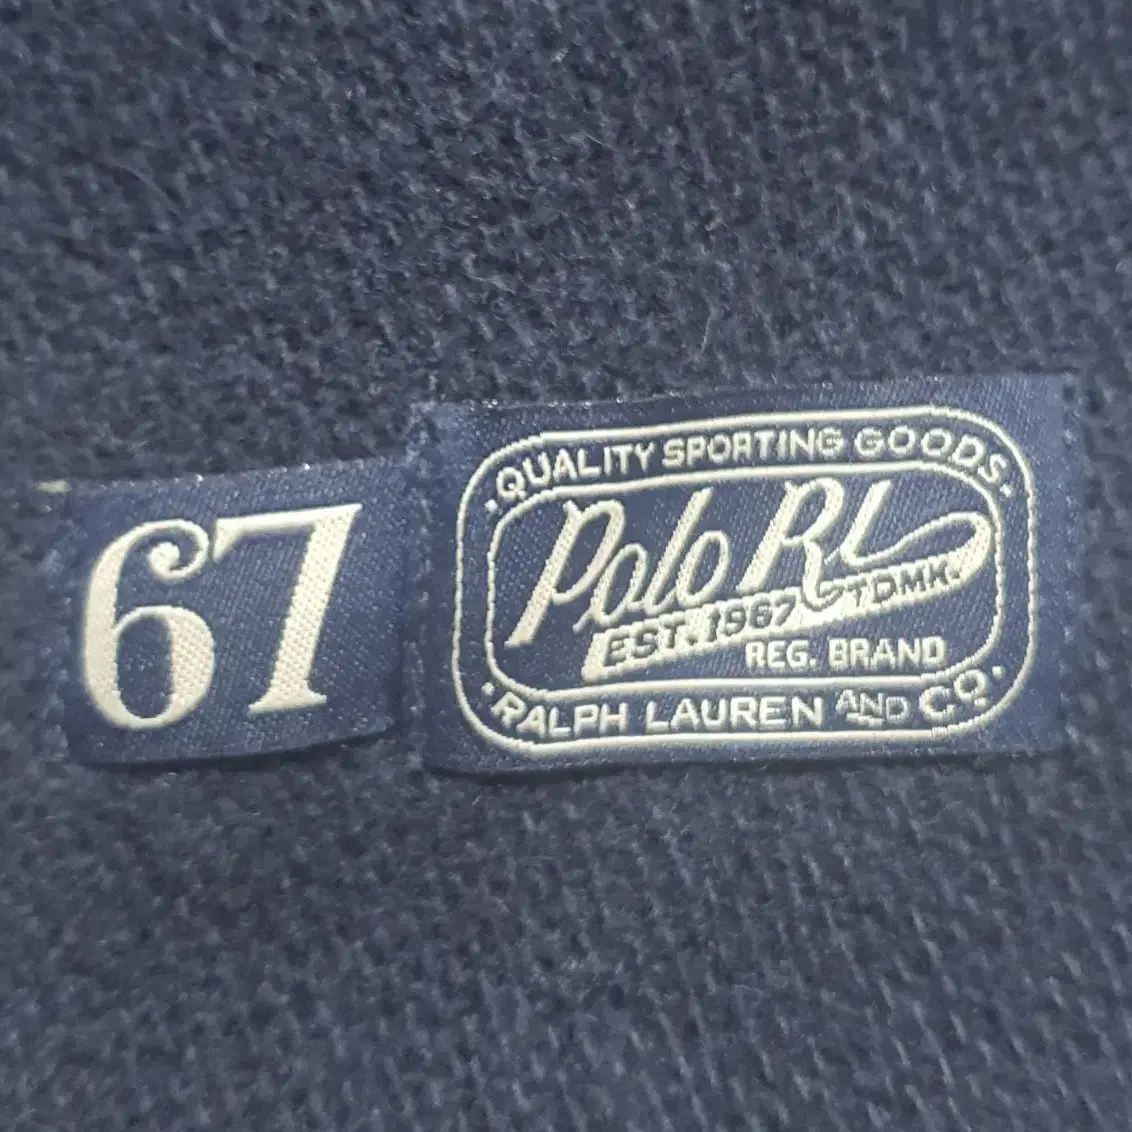 67
QUALITY SPORTING GOODS
Polo RL
EST. 1967 TDMK.
REG. BRAND
RALPH LAUREN AND CO.